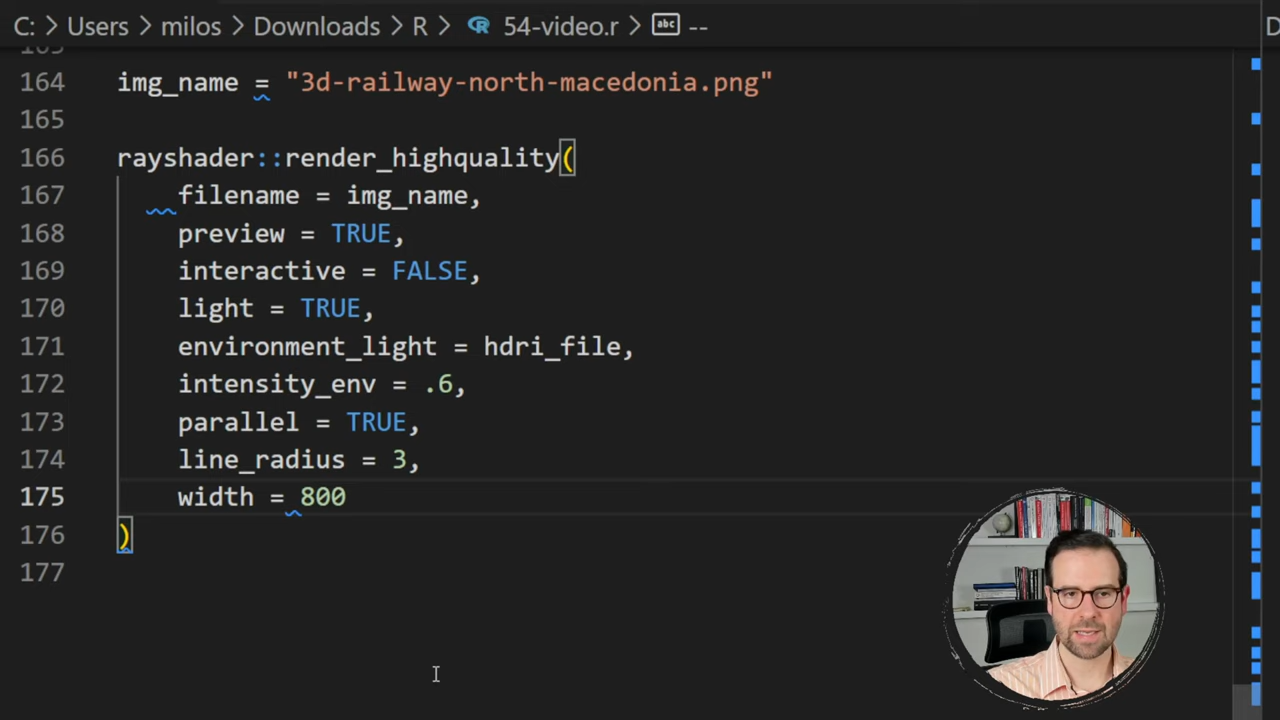 C: > Users > milos > Downloads > R > 54-video.r > abc --
164 img_name = "3d-railway-north-macedonia.png"
165
166 rayshader::render_highquality(
167 filename = img_name,
168 preview = TRUE,
169 interactive = FALSE,
170 light = TRUE,
171 environment_light = hdri_file,
172 intensity_env = .6,
173 parallel = TRUE,
174 line_radius = 3,
175 width = 800
176 )
177